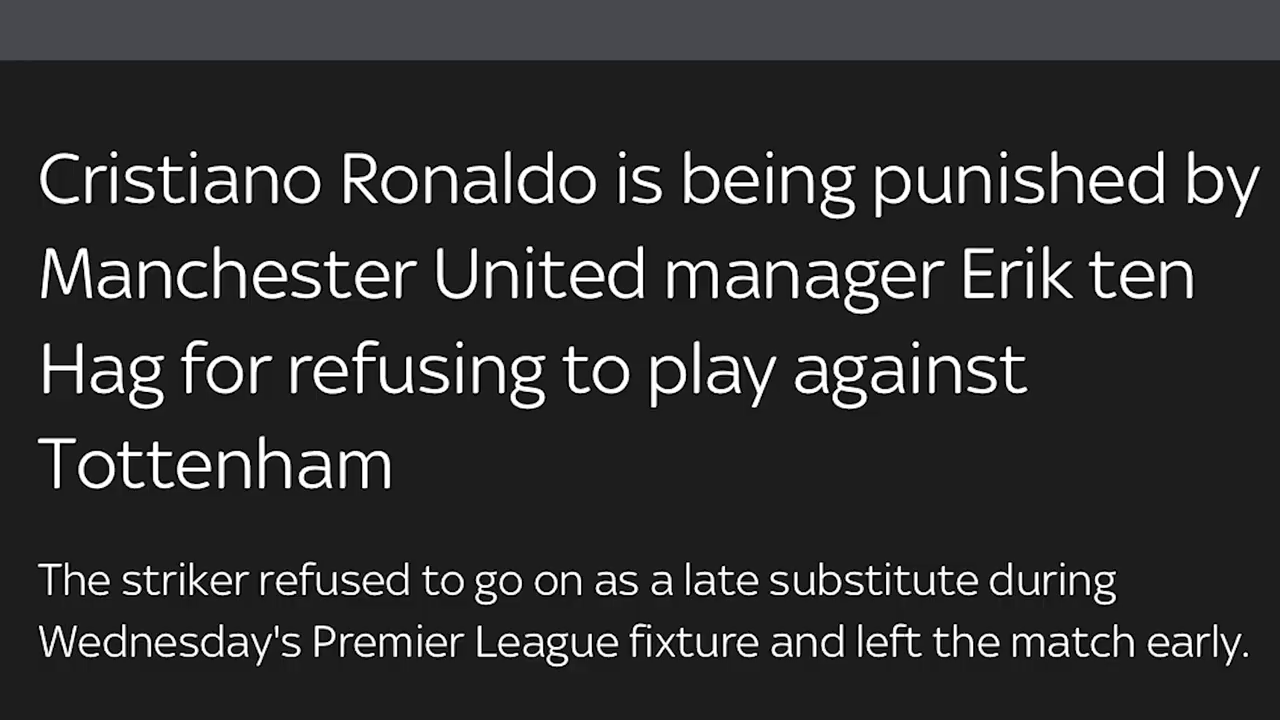 Cristiano Ronaldo is being punished by
Manchester United manager Erik ten
Hag for refusing to play against
Tottenham
The striker refused to go on as a late substitute during
Wednesday's Premier League fixture and left the match early.